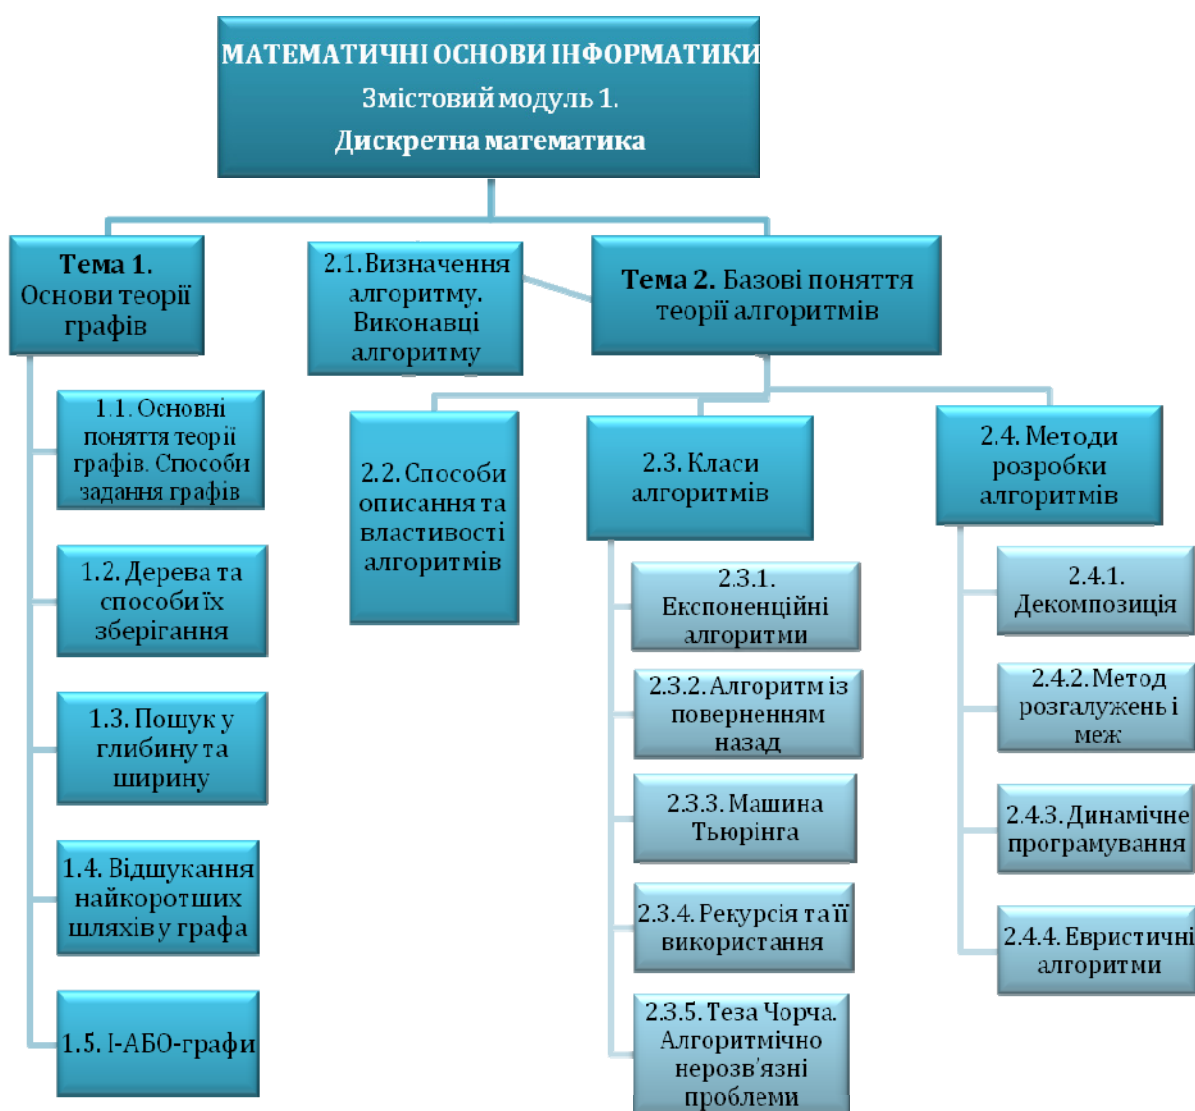 МАТЕМАТИЧНІ ОСНОВИ ІНФОРМАТИКИ
Змістовий модуль 1.
Дискретна математика
Тема 1.
Основи теорії
графів
1.1. Основні
поняття теорії
графів. Способи
задання графів
1.2. Дерева та
способи їх
зберігання
1.3. Пошук у
глибину та
ширину
1.4. Відшукання
найкоротших
шляхів у графа
1.5. І-АБО-графи
2.1. Визначення
алгоритму.
Виконавці
алгоритму
Тема 2. Базові поняття
теорії алгоритмів
2.2. Способи
описання та
властивості
алгоритмів
2.3. Класи
алгоритмів
2.3.1.
Експоненційні
алгоритми
2.3.2. Алгоритм із
поверненням
назад
2.3.3. Машина
Тьюрінга
2.3.4. Рекурсія та її
використання
2.3.5. Теза Чорча.
Алгоритмічно
нерозв'язні
проблеми
2.4. Методи
розробки
алгоритмів
2.4.1.
Декомпозиція
2.4.2. Метод
розгалужень і
меж
2.4.3. Динамічне
програмування
2.4.4. Евристичні
алгоритми